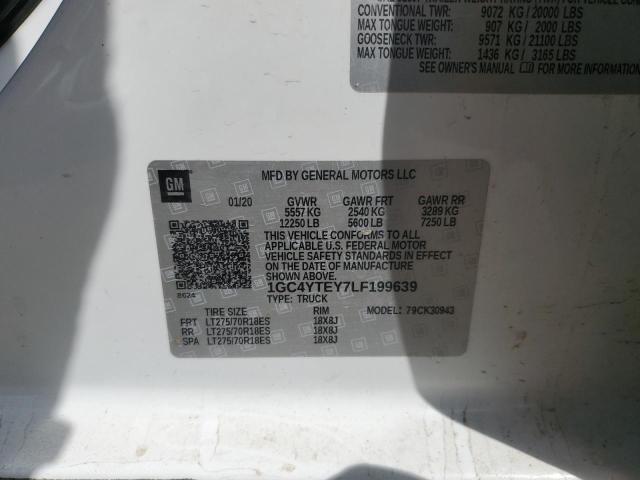 CONVENTIONAL TWR: 9072 KG / 20000 LBS
MAX TONGUE WEIGHT: 907 KG / 2000 LBS
GOOSENECK TWR: 9571 KG / 21100 LBS
MAX TONGUE WEIGHT: 1436 KG / 3165 LBS
SEE OWNER'S MANUAL FOR MORE INFORMATION
GM
MFD BY GENERAL MOTORS LLC
01/20 GVWR GAWR FRT GAWR RR
5557 KG 2540 KG 3289 KG
12250 LB 5600 LB 7250 LB
THIS VEHICLE CONFORMS TO ALL
APPLICABLE U.S. FEDERAL MOTOR
VEHICLE SAFETY STANDARDS IN EFFECT
ON THE DATE OF MANUFACTURE SHOWN ABOVE.
1GC4YTEY7LF199639
TYPE: TRUCK
8624
TIRE SIZE RIM MODEL: 79CK30943
FRT LT275/70R18ES 18X8J
RR LT275/70R18ES 18X8J
SPA LT275/70R18ES 18X8J